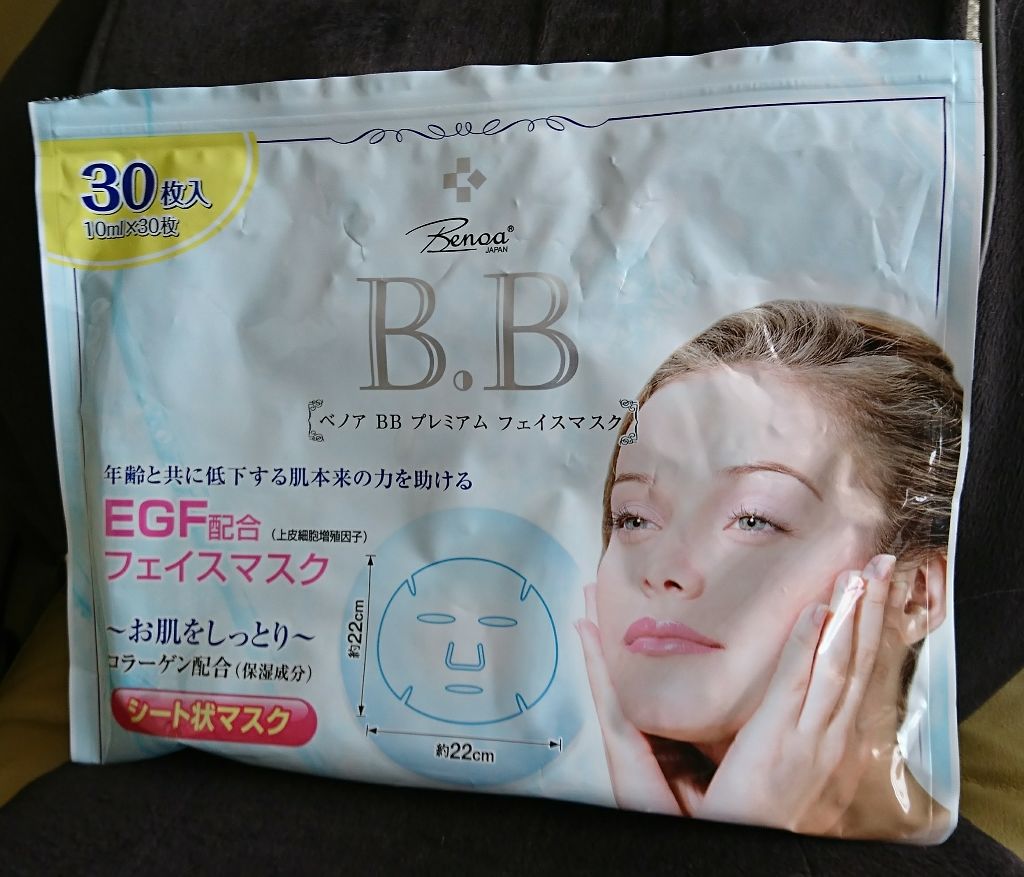 30枚入
10ml×30枚
Benoa®
JAPAN
B.B
ベノア BB プレミアム フェイスマスク
年齢と共に低下する肌本来の力を助ける
EGF配合（上皮細胞増殖因子）
フェイスマスク
～お肌をしっとり～
コラーゲン配合（保湿成分）
シート状マスク
約22cm
約22cm